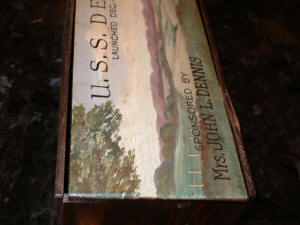 U. S. S. DE
LAUNCHED DEC.
SPONSORED BY
Mrs. JOHN L. DENNIS